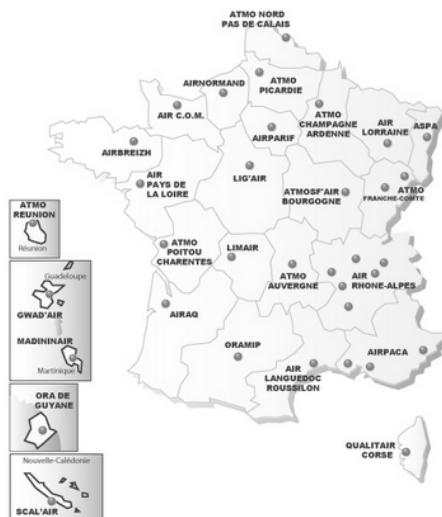 ATMO NORD
PAS DE CALAIS
AIRNORMAND
ATMO
PICARDIE
AIR C.O.M.
ATMO
CHAMPAGNE
ARDENNE
AIR
LORRAINE
ASPA
AIRPARIF
AIRBREIZH
AIR
PAYS DE
LA LOIRE
LIG'AIR
ATMOSF'AIR
BOURGOGNE
ATMO
FRANCHE-COMTE
ATMO
REUNION
Réunion
ATMO
POITOU
CHARENTES
LIMAIR
ATMO
AUVERGNE
AIR
RHONE-ALPES
Guadeloupe
GWAD'AIR
MADININAIR
Martinique
AIRAQ
ORAMIP
AIR
LANGUEDOC
ROUSSILON
AIRPACA
ORA DE
GUYANE
QUALITAIR
CORSE
Nouvelle-Calédonie
SCAL'AIR